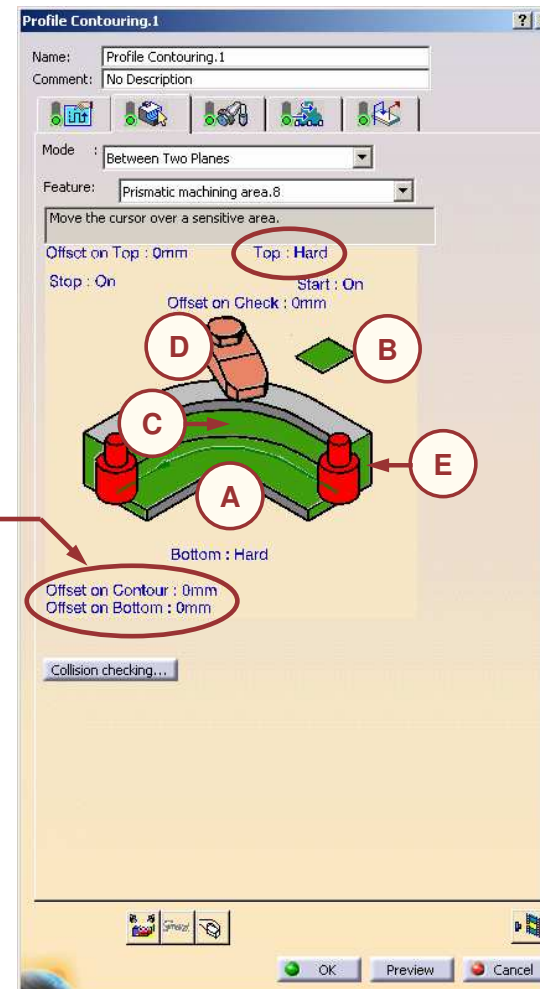 Profile Contouring.1
?
Name: Profile Contouring.1
Comment: No Description
Mode : Between Two Planes
Feature: Prismatic machining area.8
Move the cursor over a sensitive area.
Offset on Top : 0mm Top : Hard
Stop : On Start : On
Offset on Check : 0mm
D B
C
E
A
Bottom : Hard
Offset on Contour : 0mm
Offset on Bottom : 0mm
Collision checking...
OK Preview Cancel